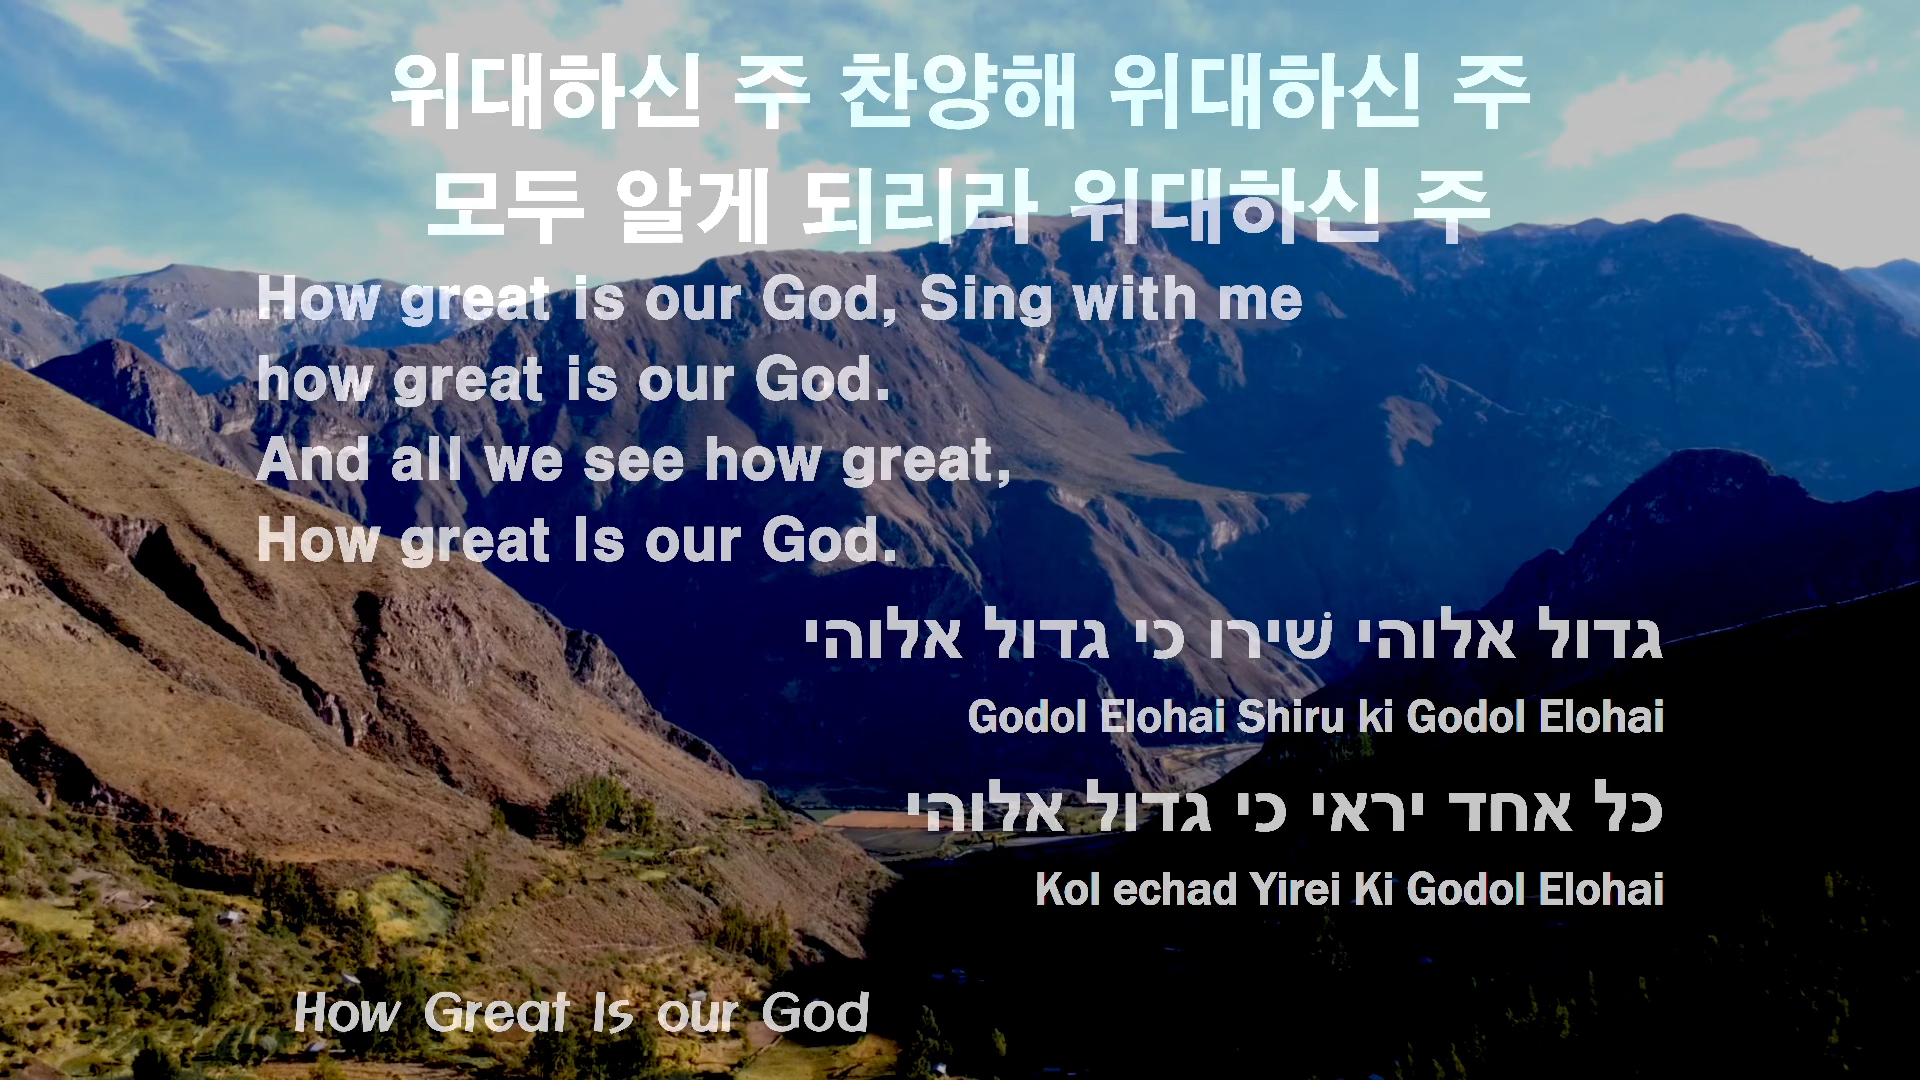 위대하신 주 찬양해 위대하신 주
모두 알게 되리라 위대하신 주
How great is our God, Sing with me
how great is our God.
And all we see how great,
How great Is our God.
גדול אלוהי שׁירו כי גדול אלוהי
Godol Elohai Shiru ki Godol Elohai
כל אחד יראי כי גדול אלוהי
Kol echad Yirei Ki Godol Elohai
How Great Is our God